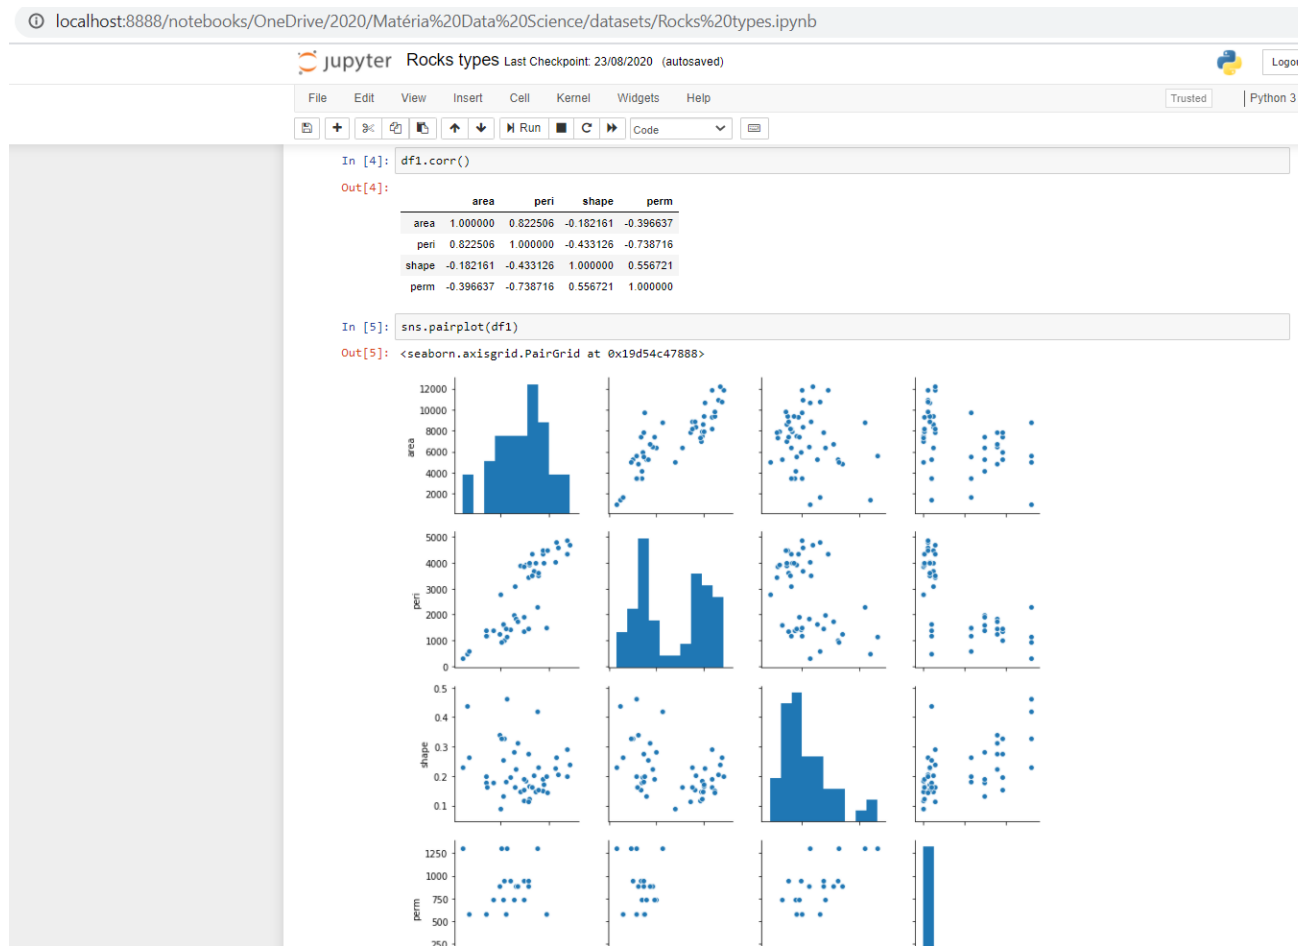 localhost:8888/notebooks/OneDrive/2020/Matéria%20Data%20Science/datasets/Rocks%20types.ipynb
jupyter Rocks types Last Checkpoint: 23/08/2020 (autosaved)
Logou
File Edit View Insert Cell Kernel Widgets Help Trusted Python 3
Run Code
In [4]: df1.corr()
Out[4]:
area peri shape perm
area 1.000000 0.822506 -0.182161 -0.396637
peri 0.822506 1.000000 -0.433126 -0.738716
shape -0.182161 -0.433126 1.000000 0.556721
perm -0.396637 -0.738716 0.556721 1.000000
In [5]: sns.pairplot(df1)
Out[5]: <seaborn.axisgrid.PairGrid at 0x19d54c47888>
12000
10000
8000
6000
4000
2000
area
5000
4000
3000
2000
1000
0
peri
0.5
0.4
0.3
0.2
0.1
shape
1250
1000
750
500
250
perm